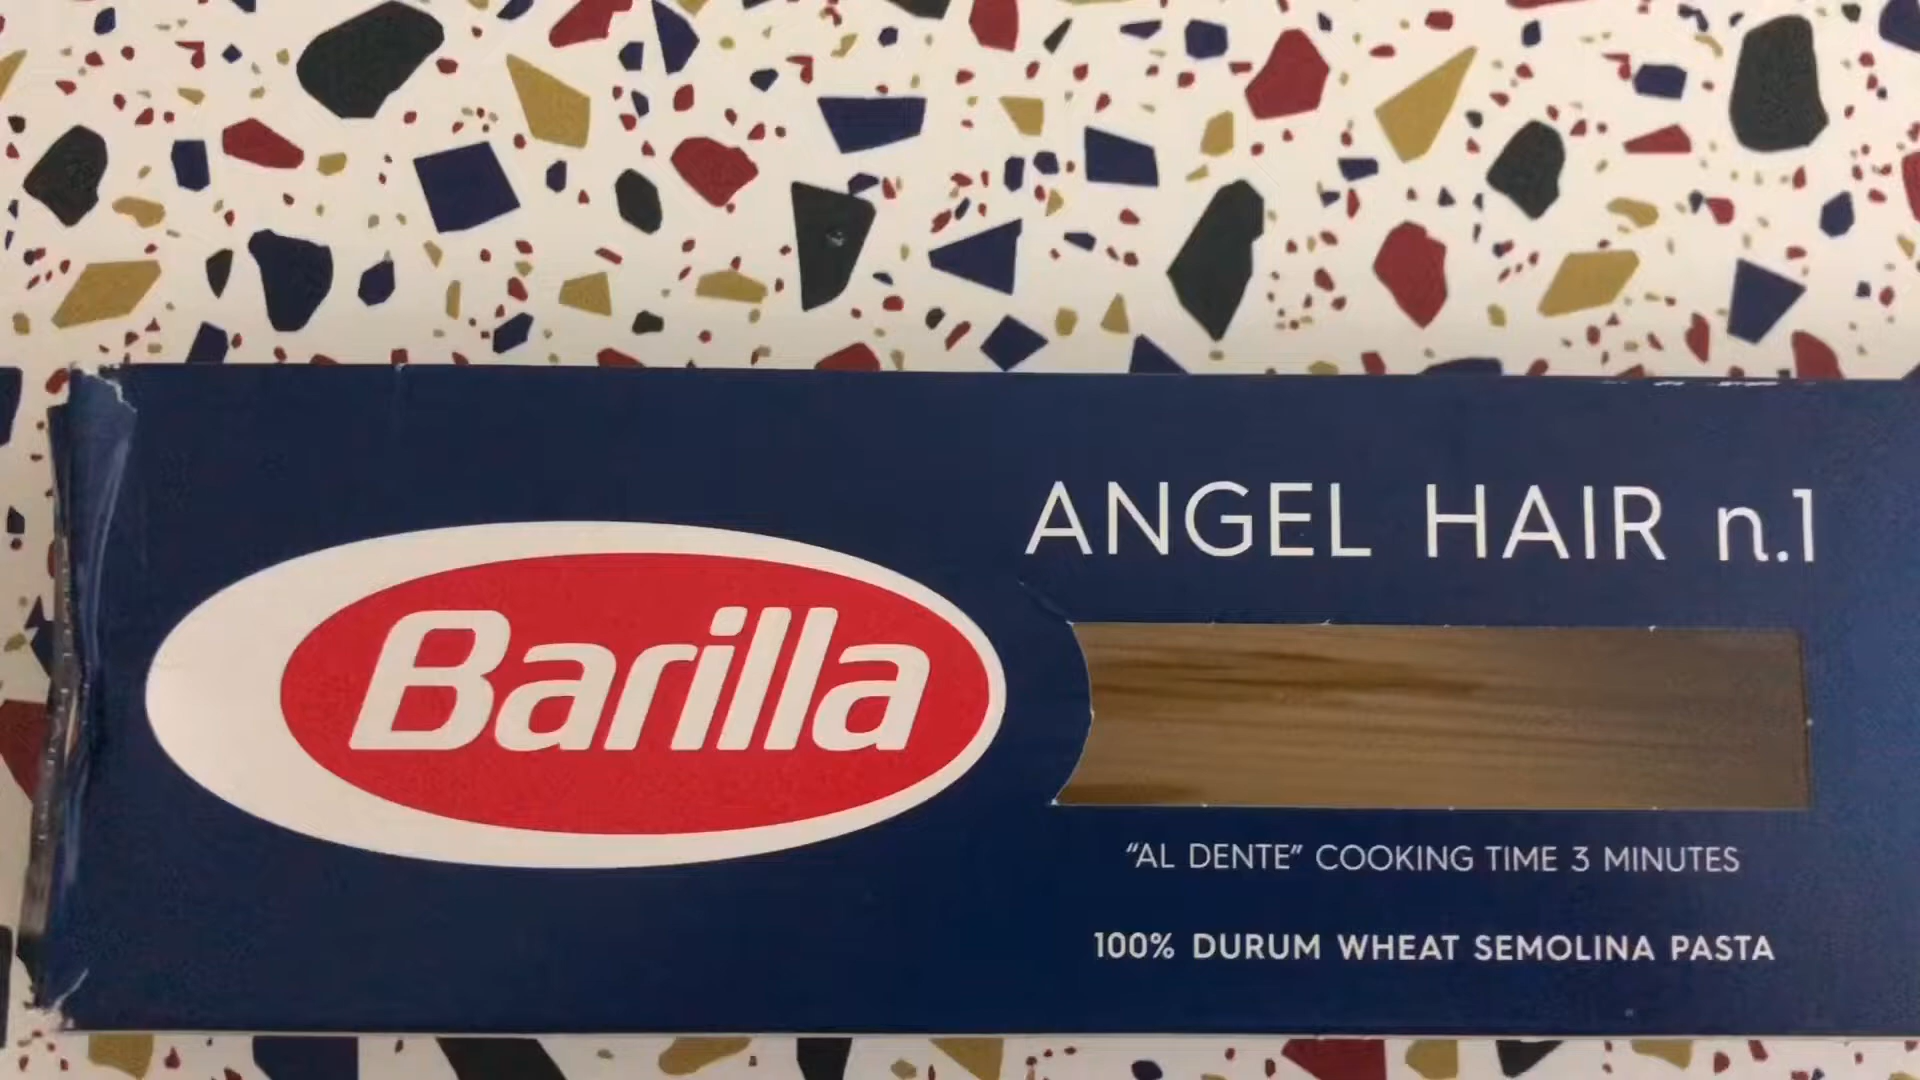 Barilla
ANGEL HAIR n.1
“AL DENTE” COOKING TIME 3 MINUTES
100% DURUM WHEAT SEMOLINA PASTA